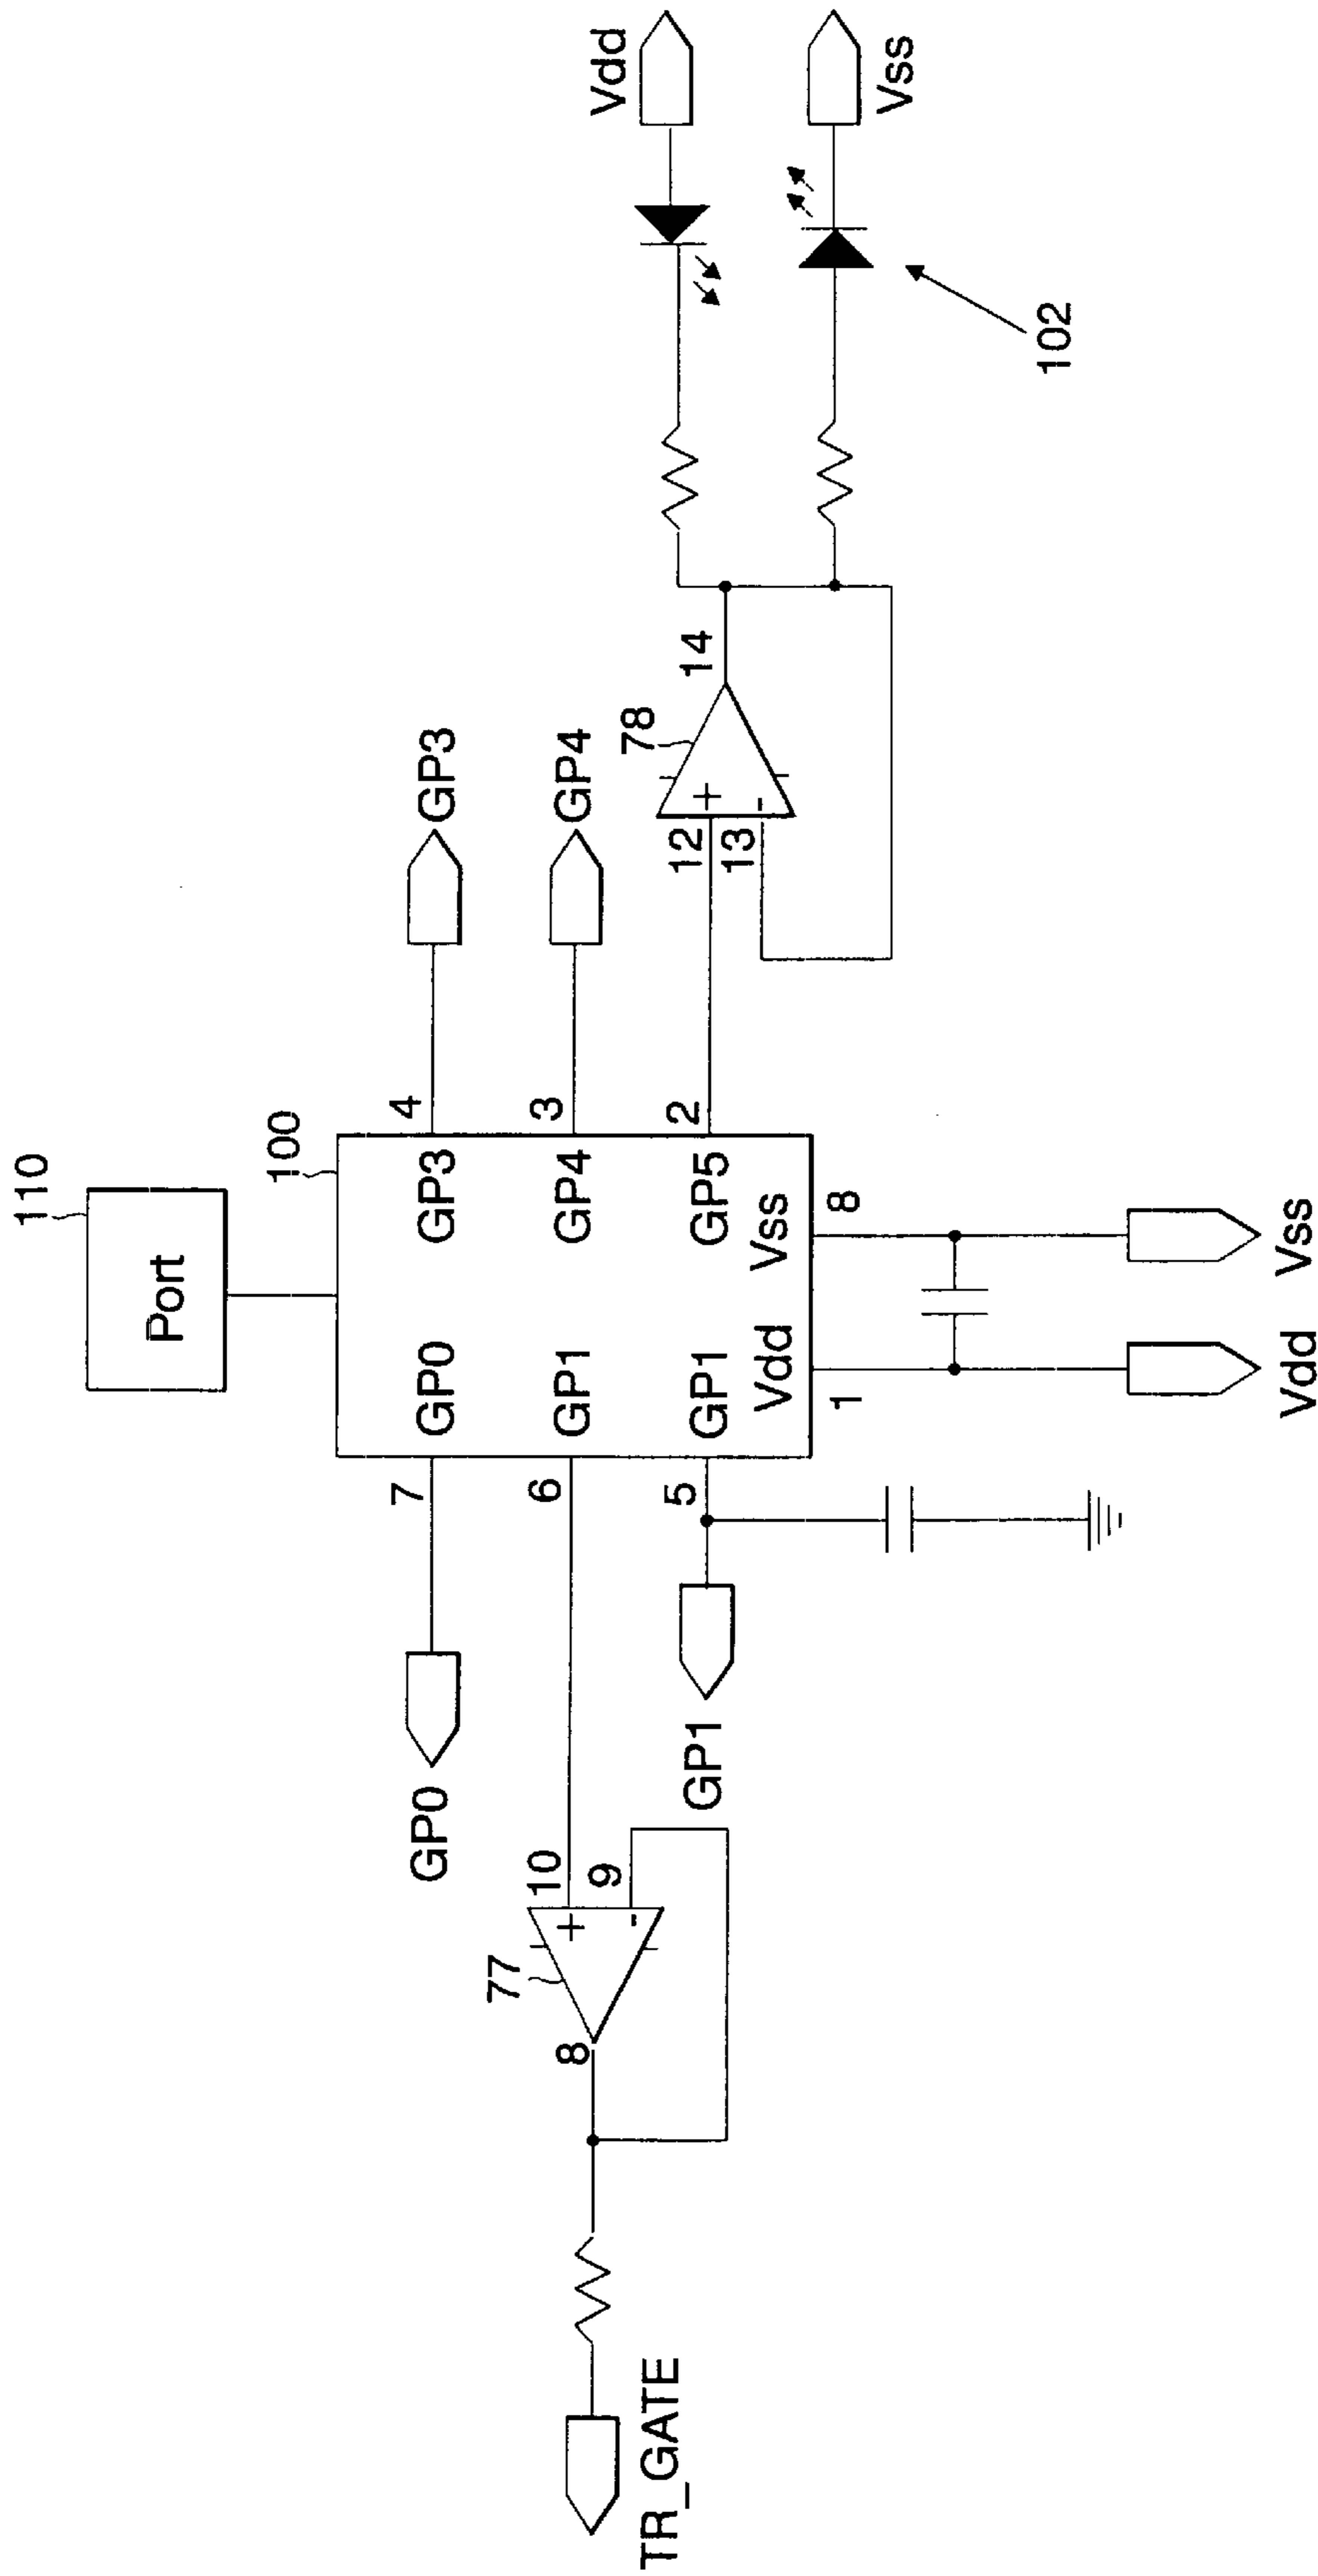 110
Port
100
GP0
7
GP0
GP3
4
GP3
77
10
6
GP1
GP4
3
GP4
8
+
9
-
TR_GATE
GP1
5
GP1
GP5
2
12
+
13
-
78
14
Vdd
Vdd
Vss
1
8
Vss
102
Vdd
Vss